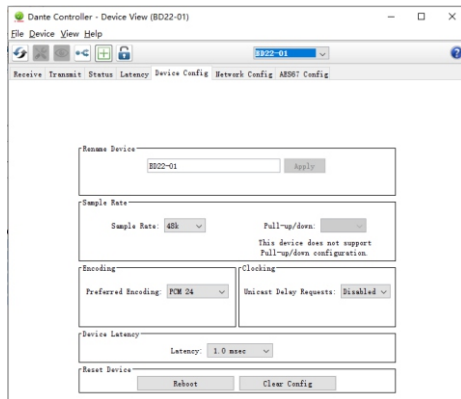 Dante Controller - Device View (BD22-01)
File Device View Help
BD22-01
Receive Transmit Status Latency Device Config Network Config AES67 Config
Rename Device
BD22-01 Apply
Sample Rate
Sample Rate: 48k Pull-up/down:
This device does not support
Pull-up/down configuration.
Encoding Clocking
Preferred Encoding: PCM 24 Unicast Delay Requests: Disabled
Device Latency
Latency: 1.0 msec
Reset Device
Reboot Clear Config